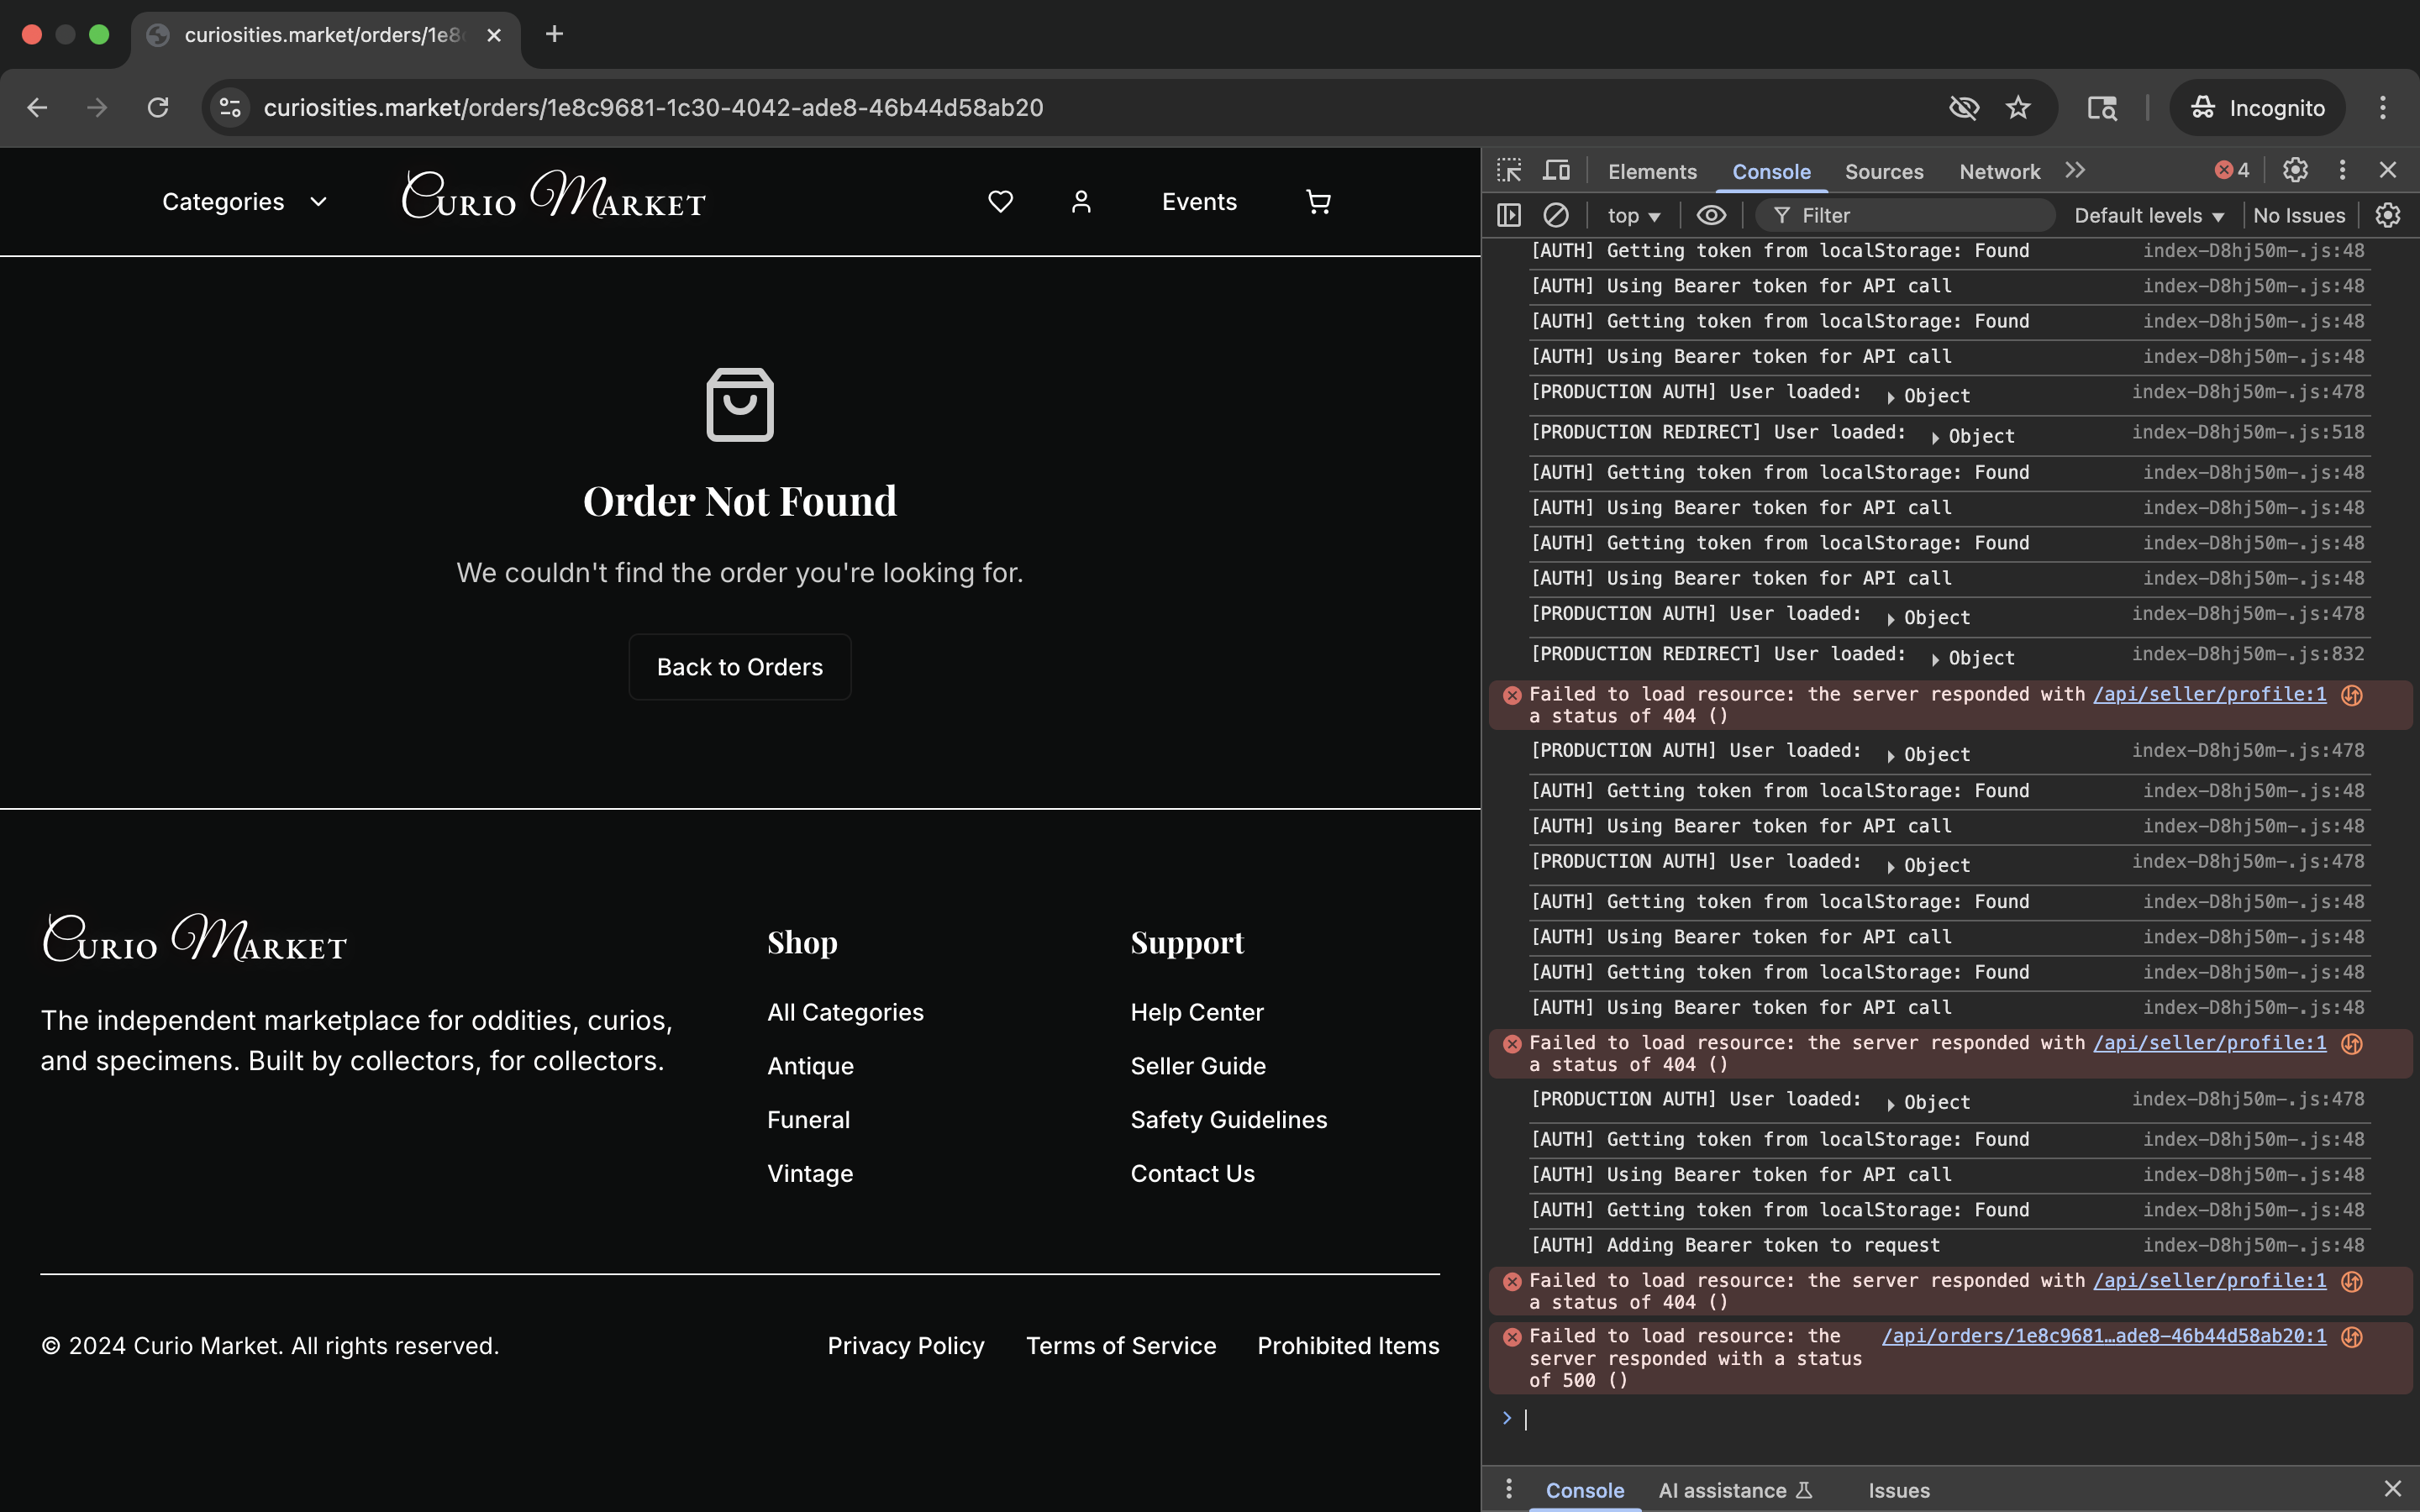 curiosities.market/orders/1e8
curiosities.market/orders/1e8c9681-1c30-4042-ade8-46b44d58ab20
Incognito
Categories
Curio Market
Events
Order Not Found
We couldn't find the order you're looking for.
Back to Orders
Curio Market
The independent marketplace for oddities, curios,
and specimens. Built by collectors, for collectors.
Shop
All Categories
Antique
Funeral
Vintage
Support
Help Center
Seller Guide
Safety Guidelines
Contact Us
© 2024 Curio Market. All rights reserved.
Privacy Policy
Terms of Service
Prohibited Items
Elements
Console
Sources
Network
4
top
Filter
Default levels
No Issues
[AUTH] Getting token from localStorage: Found index-D8hj50m-.js:48
[AUTH] Using Bearer token for API call index-D8hj50m-.js:48
[AUTH] Getting token from localStorage: Found index-D8hj50m-.js:48
[AUTH] Using Bearer token for API call index-D8hj50m-.js:48
[PRODUCTION AUTH] User loaded: Object index-D8hj50m-.js:478
[PRODUCTION REDIRECT] User loaded: Object index-D8hj50m-.js:518
[AUTH] Getting token from localStorage: Found index-D8hj50m-.js:48
[AUTH] Using Bearer token for API call index-D8hj50m-.js:48
[AUTH] Getting token from localStorage: Found index-D8hj50m-.js:48
[AUTH] Using Bearer token for API call index-D8hj50m-.js:48
[PRODUCTION AUTH] User loaded: Object index-D8hj50m-.js:478
[PRODUCTION REDIRECT] User loaded: Object index-D8hj50m-.js:832
Failed to load resource: the server responded with /api/seller/profile:1
a status of 404 ()
[PRODUCTION AUTH] User loaded: Object index-D8hj50m-.js:478
[AUTH] Getting token from localStorage: Found index-D8hj50m-.js:48
[AUTH] Using Bearer token for API call index-D8hj50m-.js:48
[PRODUCTION AUTH] User loaded: Object index-D8hj50m-.js:478
[AUTH] Getting token from localStorage: Found index-D8hj50m-.js:48
[AUTH] Using Bearer token for API call index-D8hj50m-.js:48
[AUTH] Getting token from localStorage: Found index-D8hj50m-.js:48
[AUTH] Using Bearer token for API call index-D8hj50m-.js:48
Failed to load resource: the server responded with /api/seller/profile:1
a status of 404 ()
[PRODUCTION AUTH] User loaded: Object index-D8hj50m-.js:478
[AUTH] Getting token from localStorage: Found index-D8hj50m-.js:48
[AUTH] Using Bearer token for API call index-D8hj50m-.js:48
[AUTH] Getting token from localStorage: Found index-D8hj50m-.js:48
[AUTH] Adding Bearer token to request index-D8hj50m-.js:48
Failed to load resource: the server responded with /api/seller/profile:1
a status of 404 ()
Failed to load resource: the /api/orders/1e8c9681…ade8-46b44d58ab20:1
server responded with a status
of 500 ()
Console
AI assistance
Issues